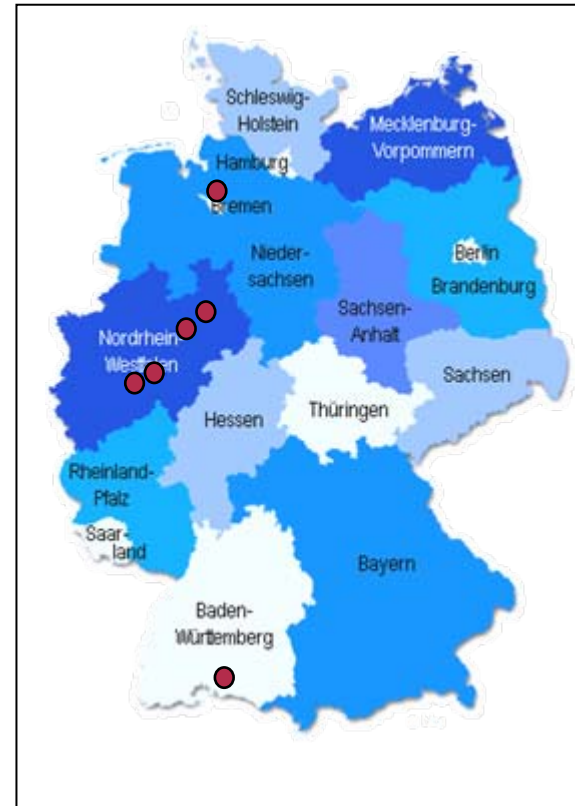 Schleswig-
Holstein
Mecklenburg-
Vorpommern
Hamburg
Bremen
Nieder-
sachsen
Berlin
Brandenburg
Sachsen-
Anhalt
Nordrhein-
Westfalen
Sachsen
Hessen
Thüringen
Rheinland-
Pfalz
Saar-
land
Bayern
Baden-
Württemberg